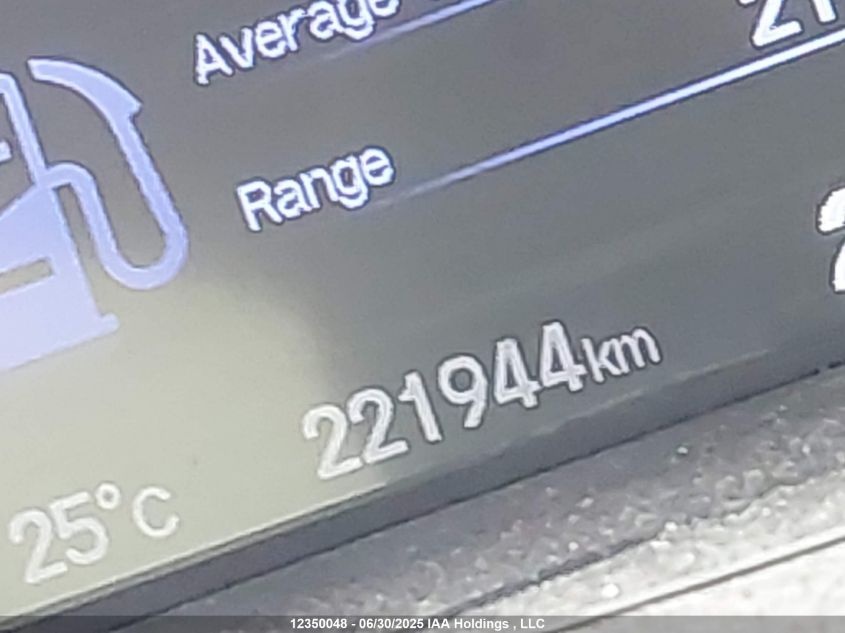 Average
Range
221944km
25°C
12350048 - 06/30/2025 IAA Holdings , LLC